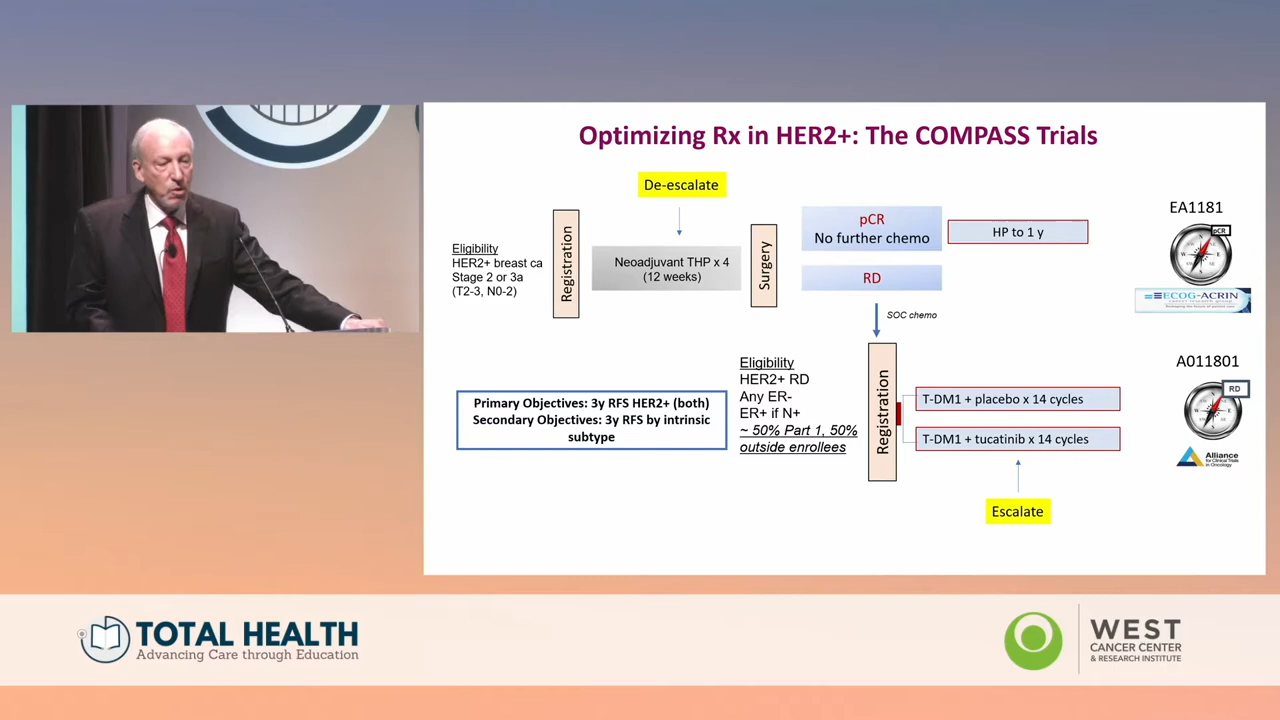 Optimizing Rx in HER2+: The COMPASS Trials
De-escalate
Eligibility
HER2+ breast ca
Stage 2 or 3a
(T2-3, N0-2)
Registration
Neoadjuvant THP x 4
(12 weeks)
Surgery
pCR
No further chemo
HP to 1 y
RD
SOC chemo
EA1181
pCR
ECOG-ACRIN
cancer research group
Primary Objectives: 3y RFS HER2+ (both)
Secondary Objectives: 3y RFS by intrinsic
subtype
Eligibility
HER2+ RD
Any ER-
ER+ if N+
~ 50% Part 1, 50%
outside enrollees
Registration
T-DM1 + placebo x 14 cycles
T-DM1 + tucatinib x 14 cycles
Escalate
A011801
RD
Alliance
for Clinical Trials
in Oncology
TOTAL HEALTH
Advancing Care through Education
WEST
CANCER CENTER
& RESEARCH INSTITUTE